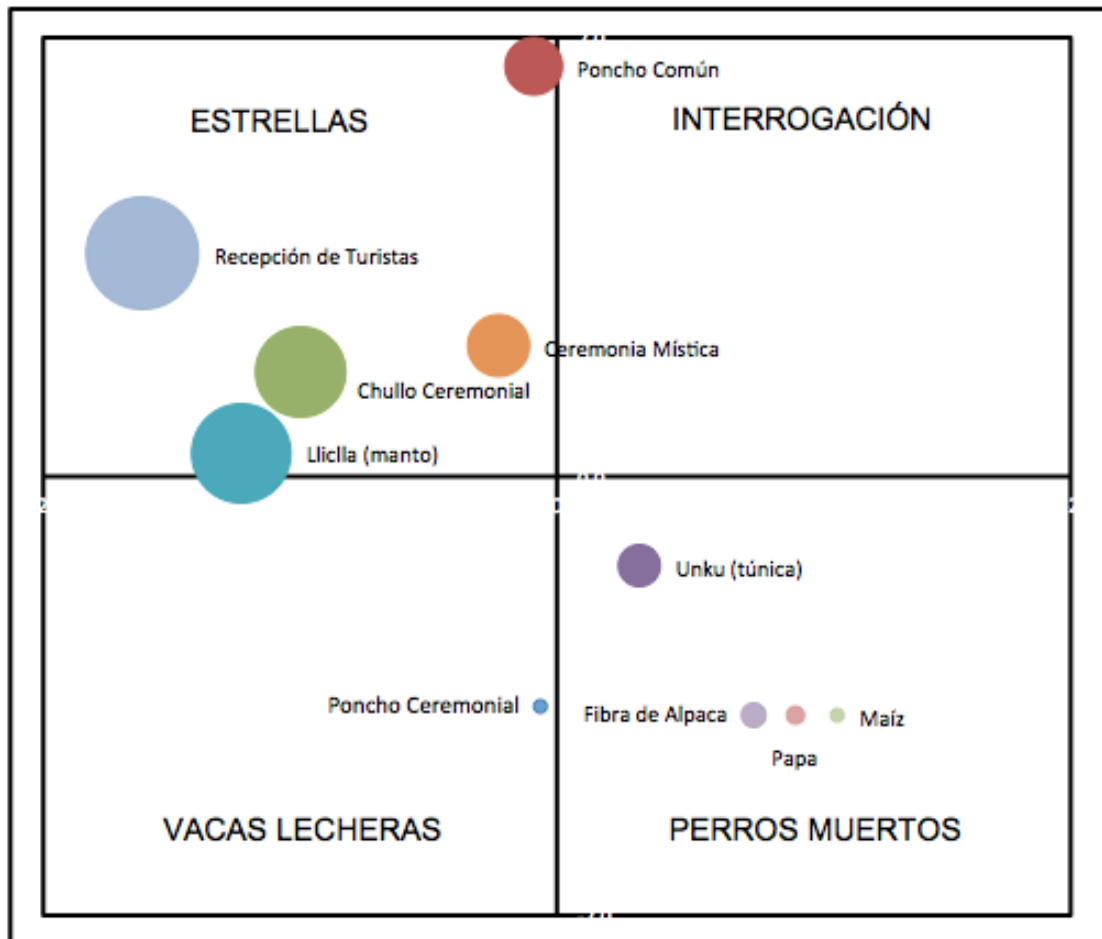 Poncho Común
ESTRELLAS
INTERROGACIÓN
Recepción de Turistas
Ceremonia Mística
Chullo Ceremonial
Lliclla (manto)
Unku (túnica)
Poncho Ceremonial
Fibra de Alpaca
Maíz
Papa
VACAS LECHERAS
PERROS MUERTOS